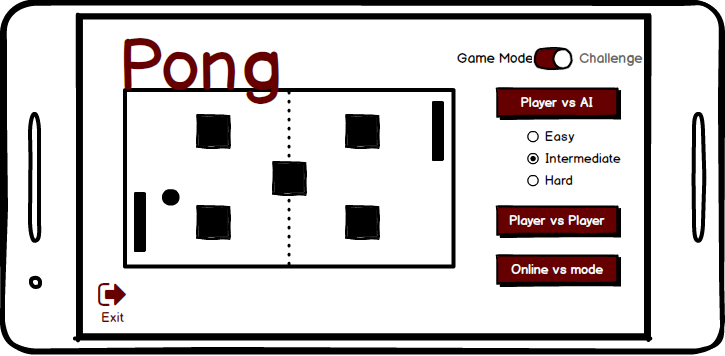 Pong
Game Mode Challenge
Player vs AI
Easy
Intermediate
Hard
Player vs Player
Online vs mode
Exit